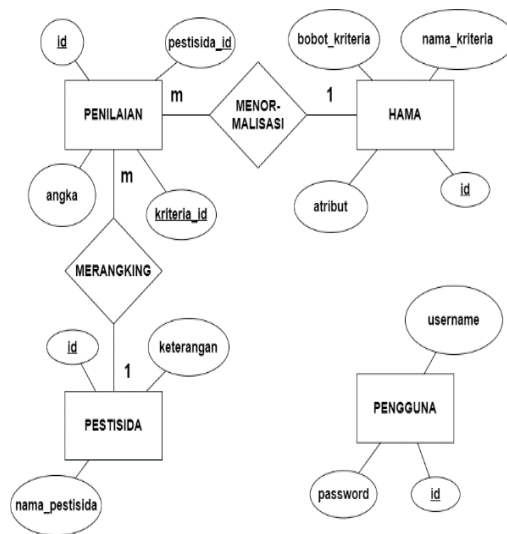 id
pestisida_id
bobot_kriteria
nama_kriteria
PENILAIAN
m
MENOR-
MALISASI
1
HAMA
angka
m
kriteria_id
atribut
id
MERANGKING
id
keterangan
1
username
PESTISIDA
PENGGUNA
nama_pestisida
password
id